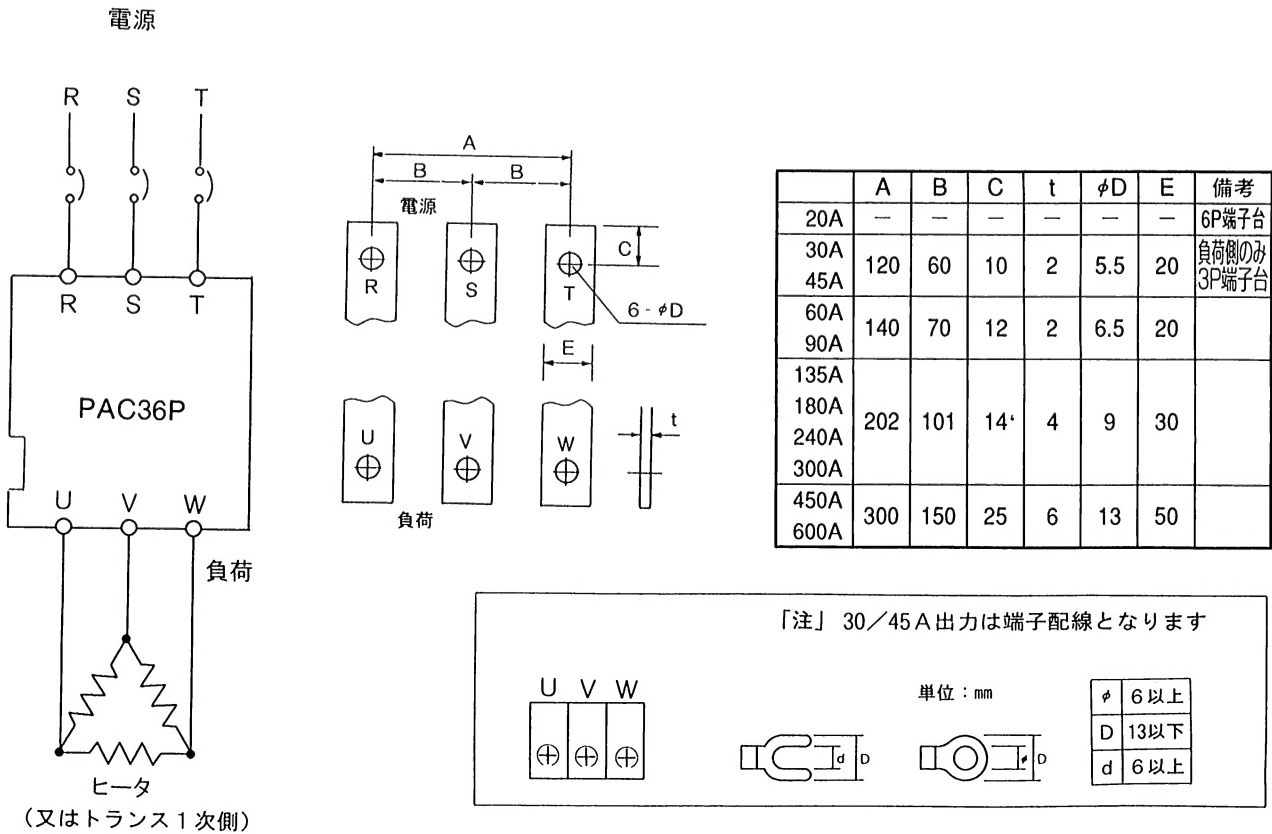 電源
R S T
R S T
PAC36P
U V W
負荷
ヒータ
(又はトランス1次側)
A
B B
電源
C
R S T
6-φD
E
U V W
t
負荷
A B C t φD E 備考
20A － － － － － － 6P端子台
30A
45A 120 60 10 2 5.5 20 負荷側のみ
3P端子台
60A
90A 140 70 12 2 6.5 20
135A
180A
240A
300A 202 101 14 4 9 30
450A
600A 300 150 25 6 13 50
「注」 30／45A出力は端子配線となります
U V W
単位：㎜
d D
φ D
φ 6以上
D 13以下
d 6以上